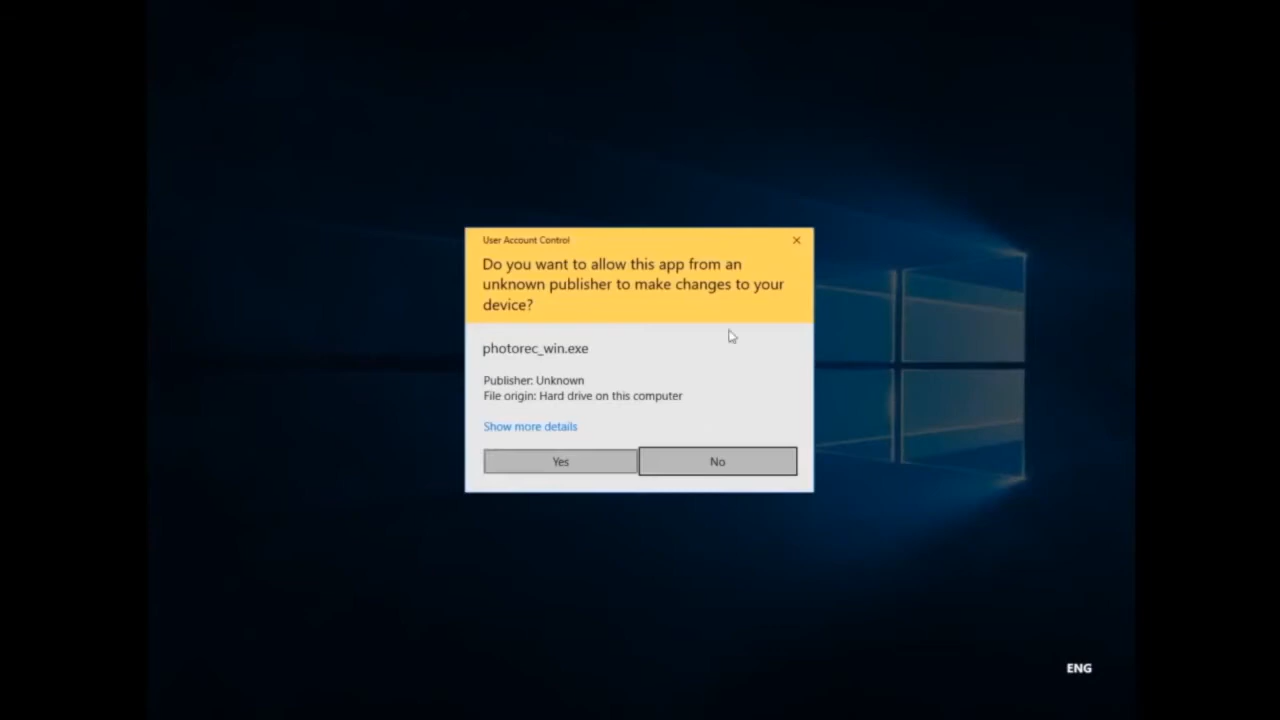 User Account Control
Do you want to allow this app from an
unknown publisher to make changes to your
device?
photorec_win.exe
Publisher: Unknown
File origin: Hard drive on this computer
Show more details
Yes
No
ENG